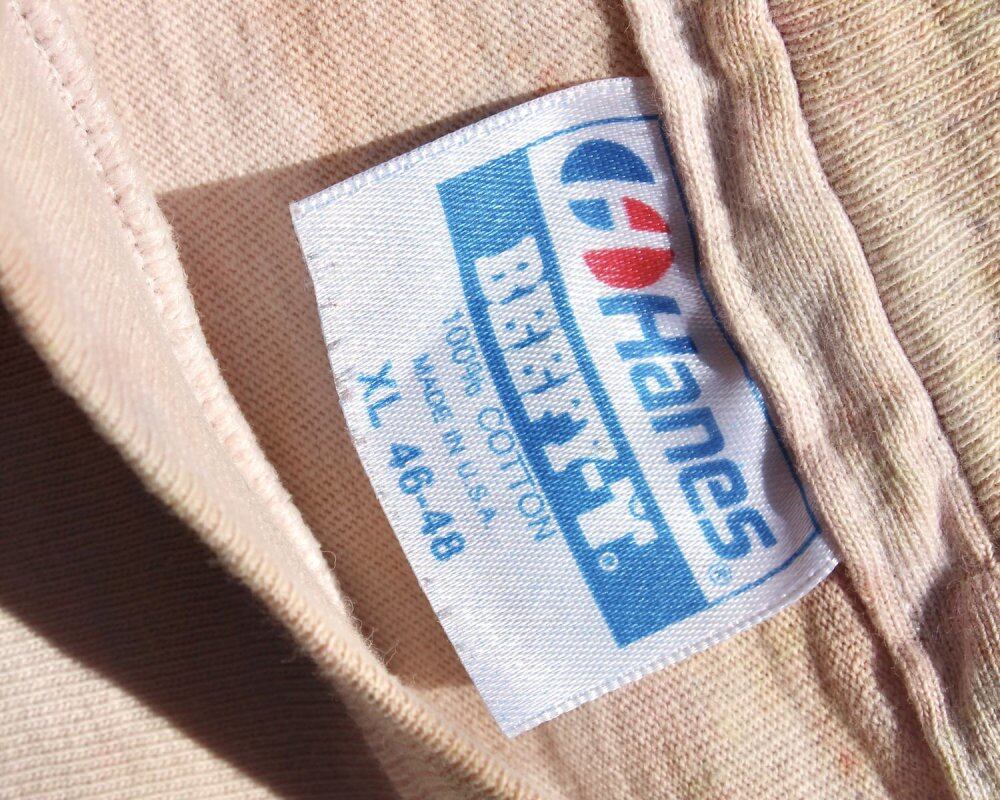 Hanes®
BEEFY-T®
100% COTTON
MADE IN U.S.A.
XL 46-48